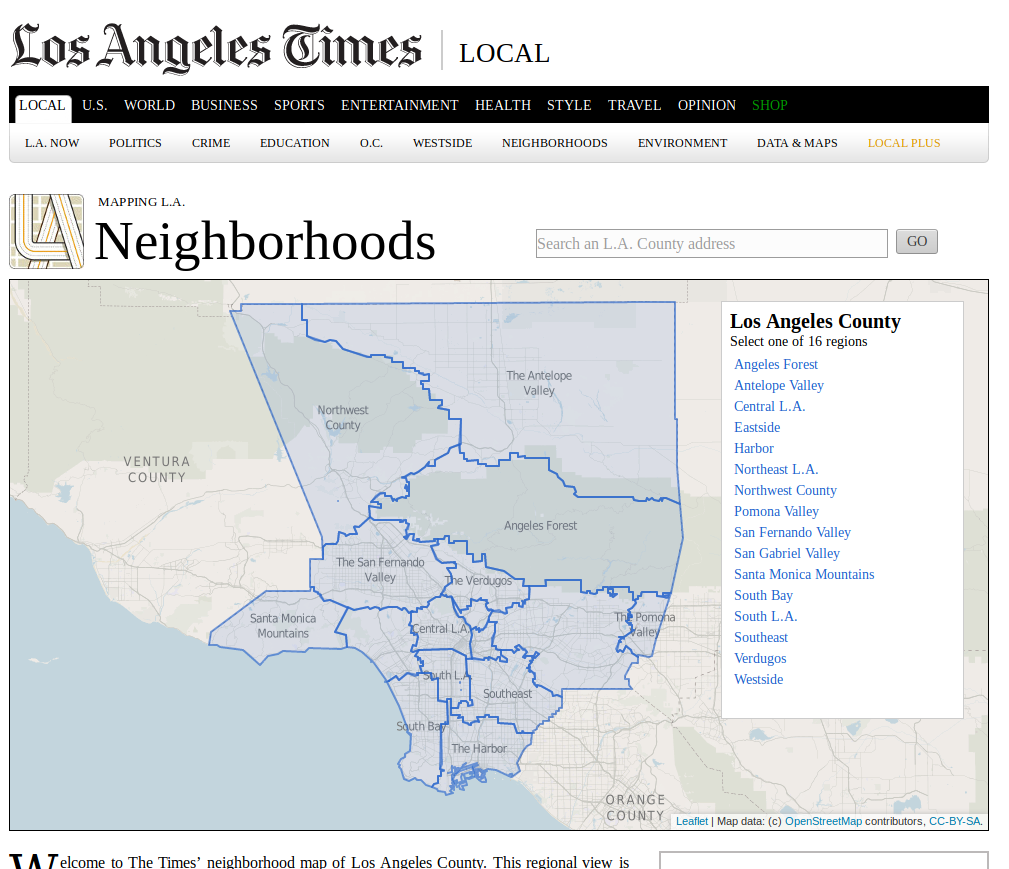 Los Angeles Times LOCAL
LOCAL U.S. WORLD BUSINESS SPORTS ENTERTAINMENT HEALTH STYLE TRAVEL OPINION SHOP
L.A. NOW POLITICS CRIME EDUCATION O.C. WESTSIDE NEIGHBORHOODS ENVIRONMENT DATA & MAPS LOCAL PLUS
LA
MAPPING L.A.
Neighborhoods
Search an L.A. County address GO
Los Angeles County
Select one of 16 regions
Angeles Forest
Antelope Valley
Central L.A.
Eastside
Harbor
Northeast L.A.
Northwest County
Pomona Valley
San Fernando Valley
San Gabriel Valley
Santa Monica Mountains
South Bay
South L.A.
Southeast
Verdugos
Westside
The Antelope
Valley
Northwest
County
VENTURA
COUNTY
Angeles Forest
The San Fernando
Valley
The Verdugos
Santa Monica
Mountains
Central L.A.
The Pomona
Valley
South L.A.
Southeast
South Bay
The Harbor
ORANGE
COUNTY
Leaflet | Map data: (c) OpenStreetMap contributors, CC-BY-SA.
Welcome to The Times’ neighborhood map of Los Angeles County. This regional view is